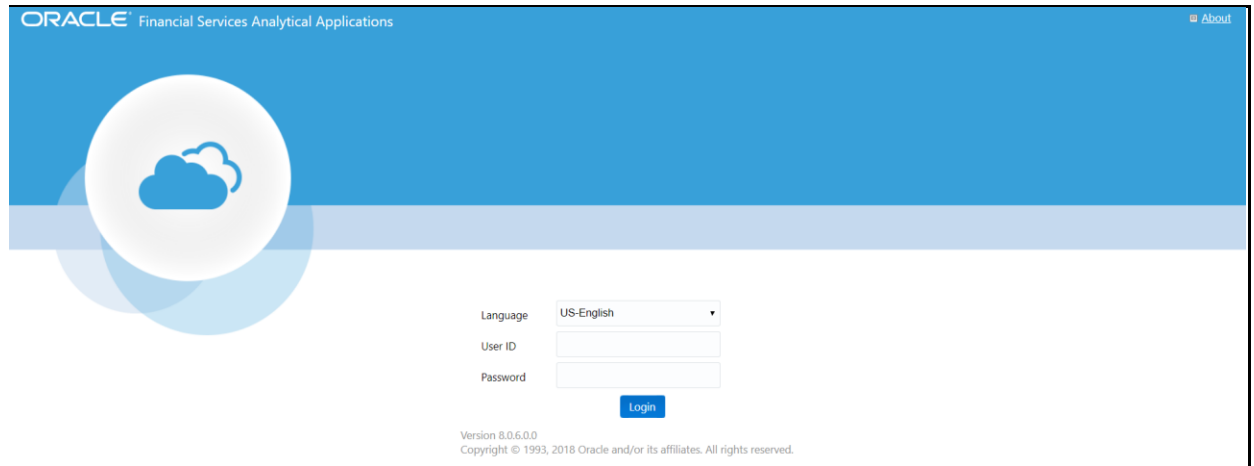 ORACLE® Financial Services Analytical Applications
About
Language US-English
User ID
Password
Login
Version 8.0.6.0.0
Copyright © 1993, 2018 Oracle and/or its affiliates. All rights reserved.